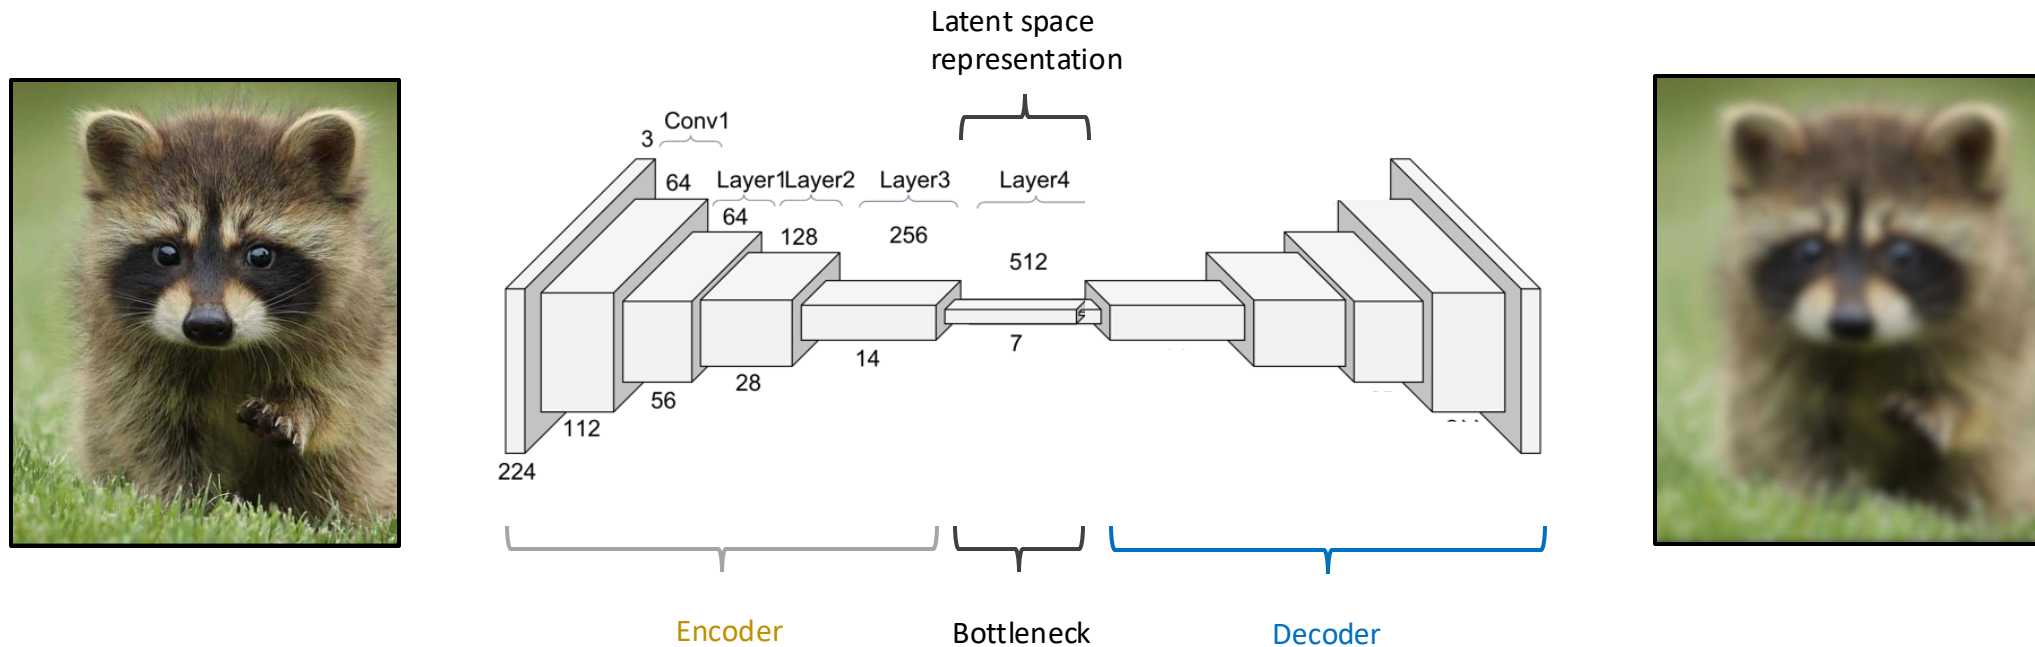 Latent space
representation
Conv1
3
64
Layer1
Layer2
Layer3
Layer4
64
128
256
512
7
14
28
56
112
224
Encoder
Bottleneck
Decoder